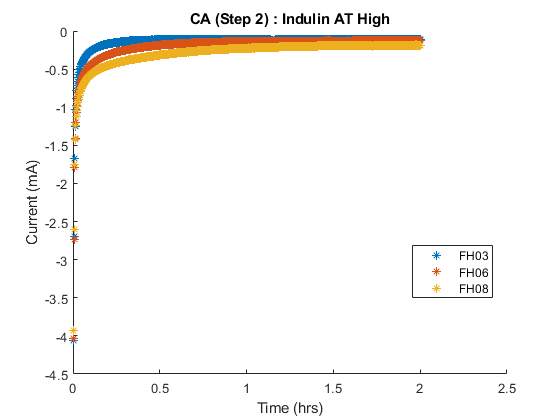 CA (Step 2) : Indulin AT High
0
-0.5
-1
-1.5
-2
-2.5
-3
-3.5
-4
-4.5
Current (mA)
FH03
FH06
FH08
0 0.5 1 1.5 2 2.5
Time (hrs)